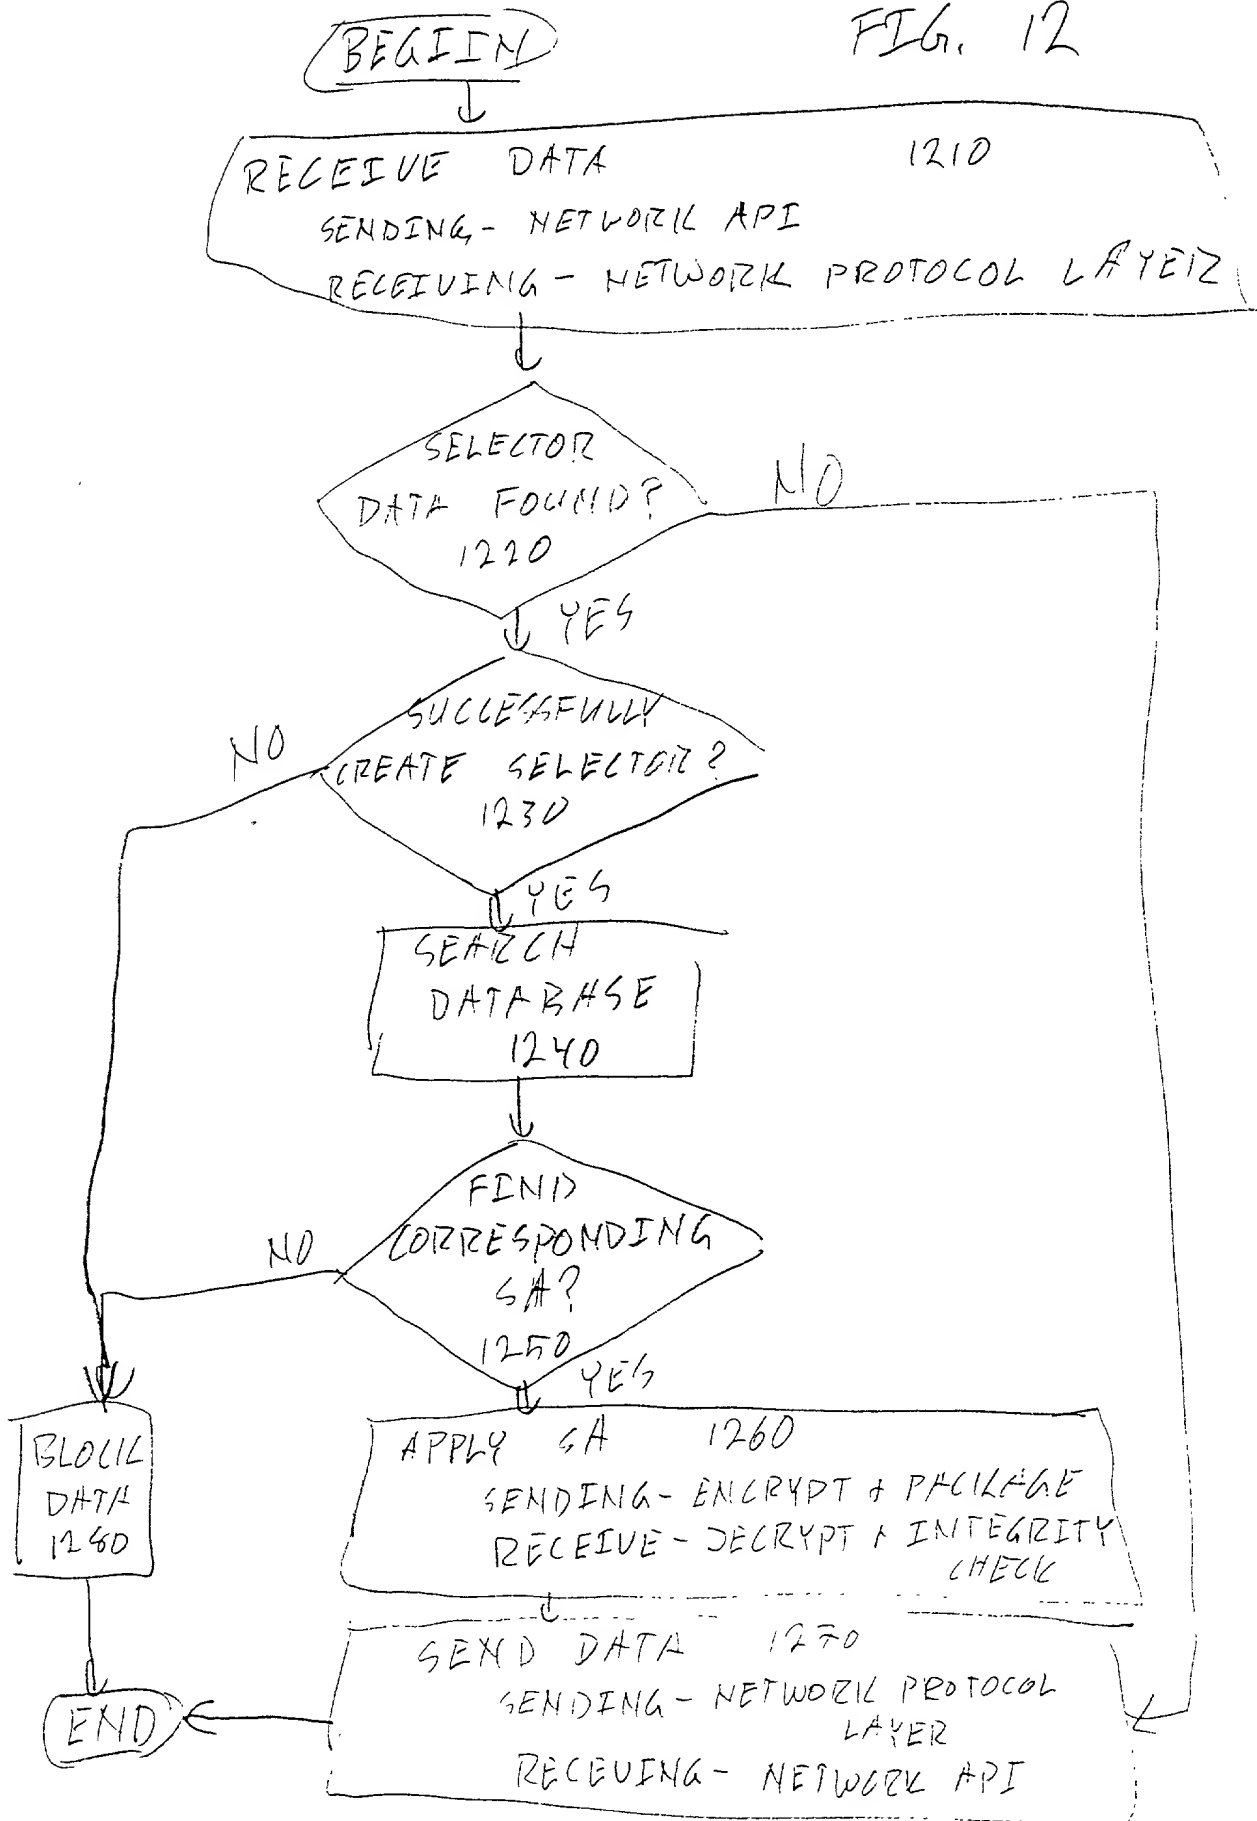 FIG. 12
BEGIIN
RECEIVE DATA 1210
SENDING - NETWORK API
RECEIVING - NETWORK PROTOCOL LAYER
SELECTOR
DATA FOUND?
1220
NO
YES
SUCCESSFULLY
CREATE SELECTOR?
1230
NO
YES
SEARCH
DATABASE
1240
FIND
CORRESPONDING
SA?
1250
NO
YES
BLOCK
DATA
1280
APPLY SA 1260
SENDING - ENCRYPT + PACKAGE
RECEIVE - DECRYPT + INTEGRITY
CHECK
SEND DATA 1270
SENDING - NETWORK PROTOCOL
LAYER
RECEVING - NETWORK API
END